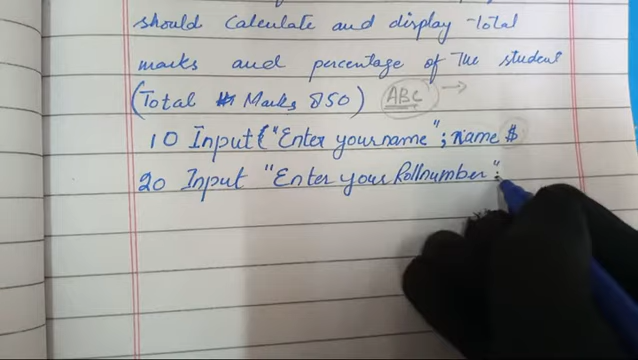 should Calculate and display Total
marks and percentage of The student
(Total Marks 850) ABC →
10 Input ("Enter your name"; name $
20 Input "Enter your Rollnumber";